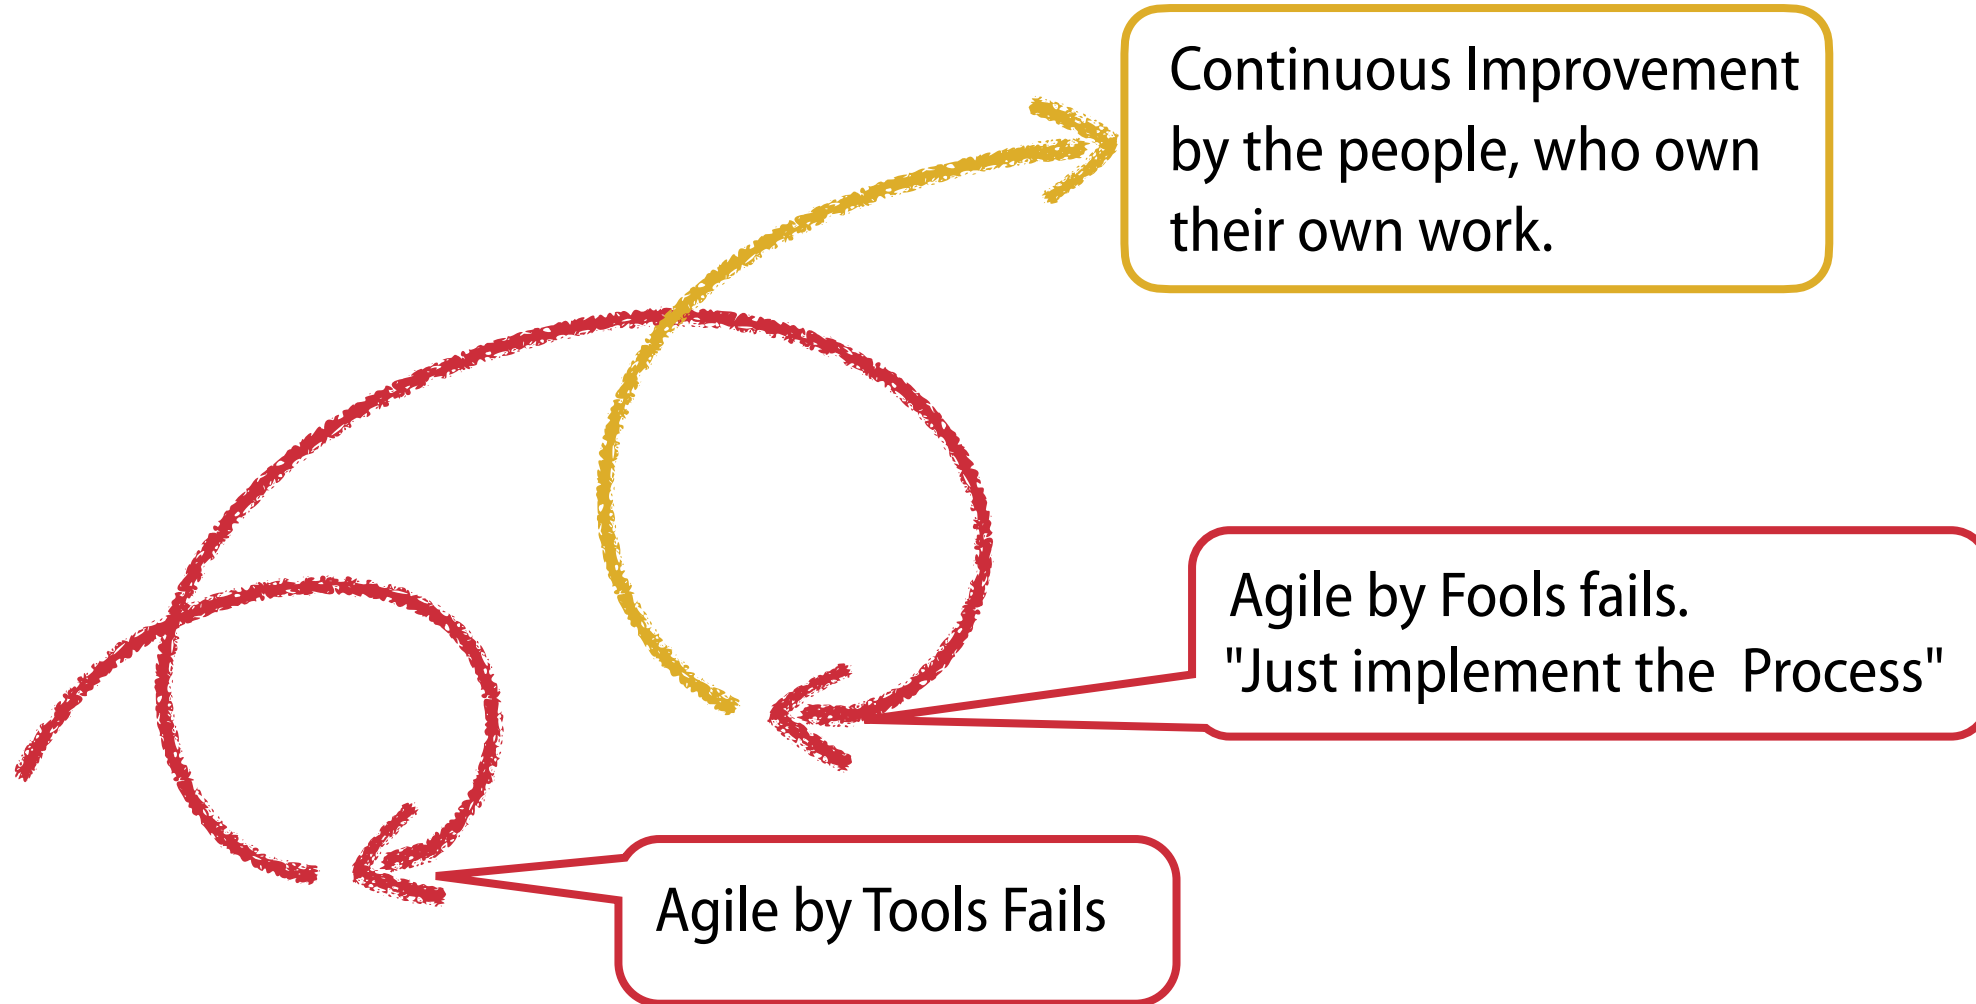 Continuous Improvement
by the people, who own
their own work.
Agile by Fools fails.
"Just implement the  Process"
Agile by Tools Fails